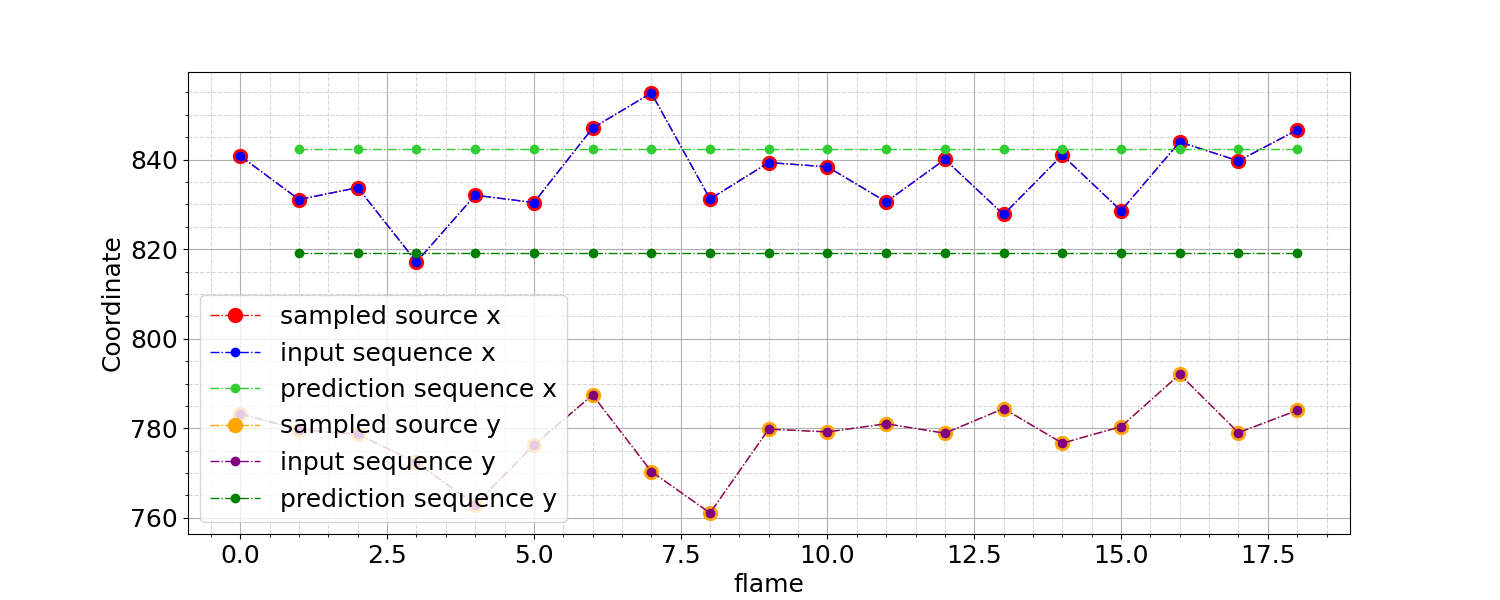 Coordinate
840
820
800
780
760
sampled source x
input sequence x
prediction sequence x
sampled source y
input sequence y
prediction sequence y
0.0 2.5 5.0 7.5 10.0 12.5 15.0 17.5
flame